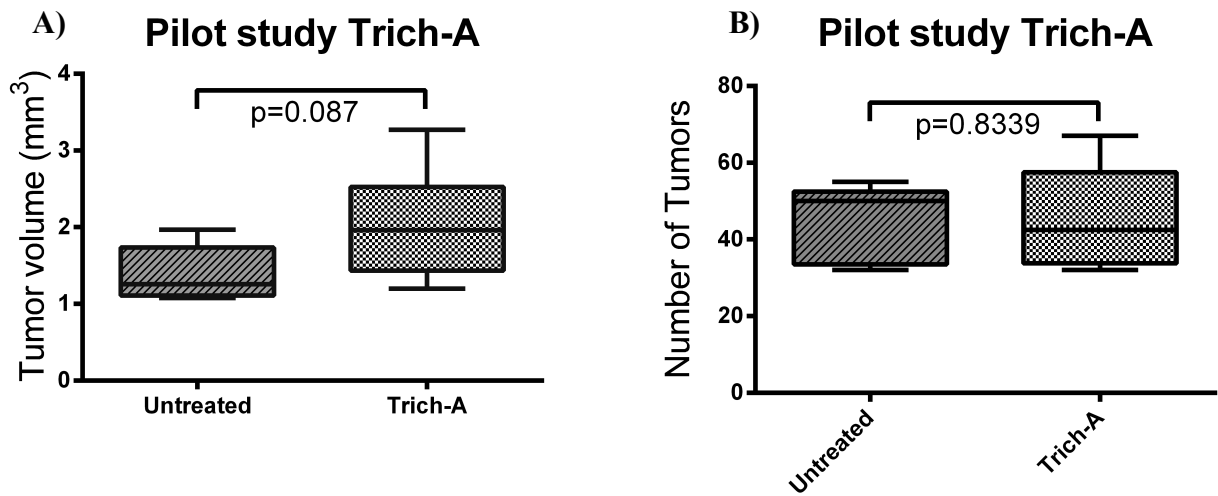 A)
Pilot study Trich-A
Tumor volume (mm³)
4
3
2
1
0
p=0.087
Untreated
Trich-A
B)
Pilot study Trich-A
Number of Tumors
80
60
40
20
0
p=0.8339
Untreated
Trich-A